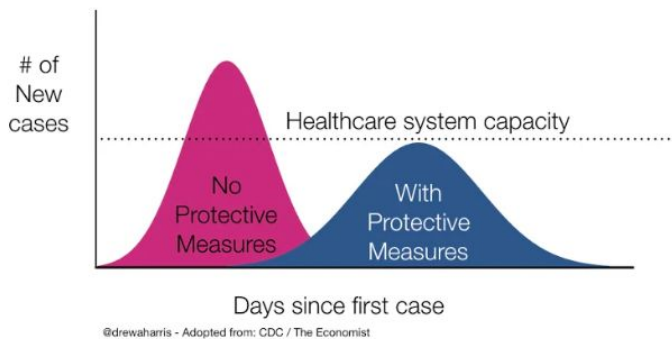 # of
New
cases
Healthcare system capacity
No
Protective
Measures
With
Protective
Measures
Days since first case
@drewaharris - Adopted from: CDC / The Economist